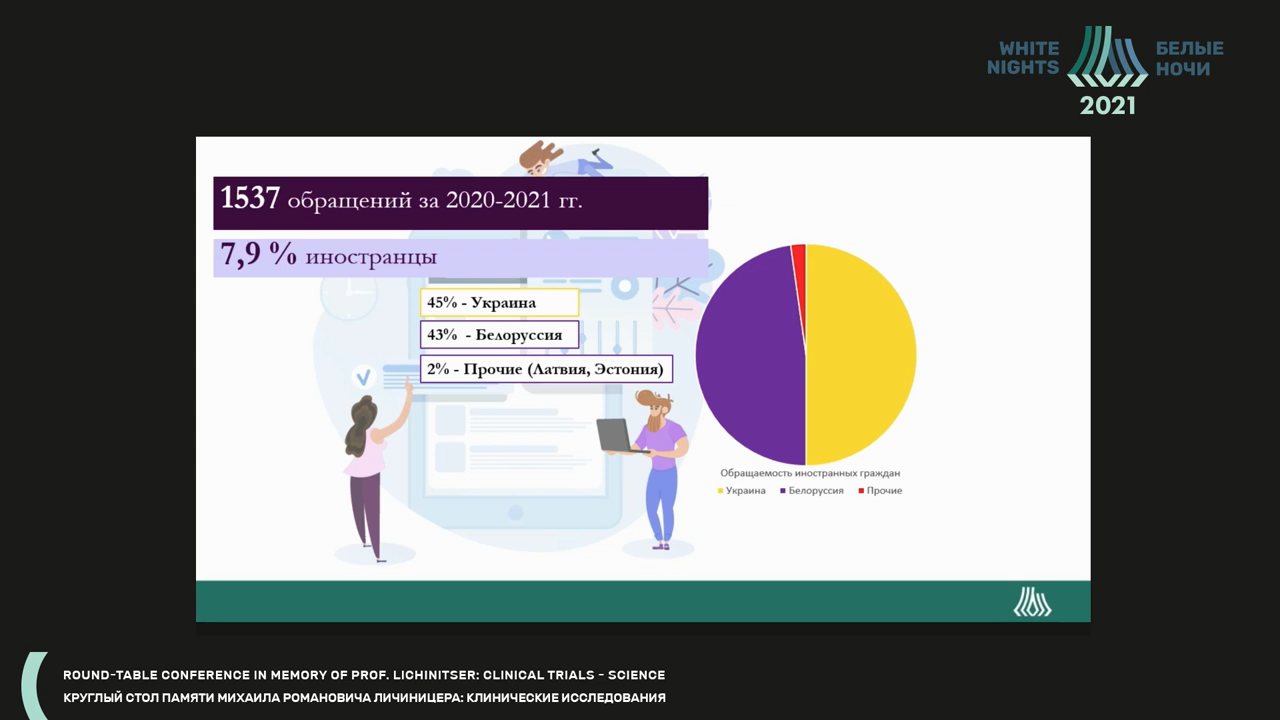 WHITE
NIGHTS
БЕЛЫЕ
НОЧИ
2021
1537 обращений за 2020-2021 гг.
7,9 % иностранцы
45% - Украина
43% - Белоруссия
2% - Прочие (Латвия, Эстония)
Обращаемость иностранных граждан
Украина Белоруссия Прочие
ROUND-TABLE CONFERENCE IN MEMORY OF PROF. LICHINITSER: CLINICAL TRIALS - SCIENCE
КРУГЛЫЙ СТОЛ ПАМЯТИ МИХАИЛА РОМАНОВИЧА ЛИЧИНИЦЕРА: КЛИНИЧЕСКИЕ ИССЛЕДОВАНИЯ